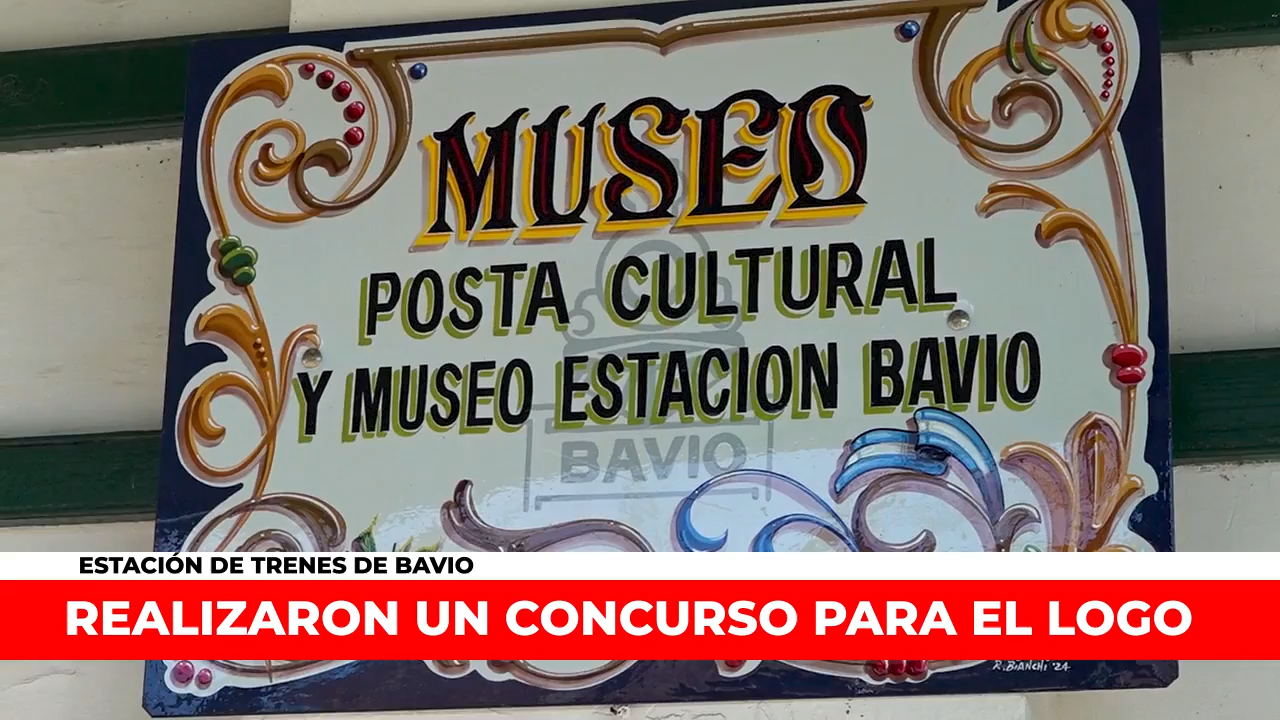 MUSEO
POSTA CULTURAL
Y MUSEO ESTACION BAVIO
BAVIO
ESTACIÓN DE TRENES DE BAVIO
REALIZARON UN CONCURSO PARA EL LOGO
R. BIANCHI '24